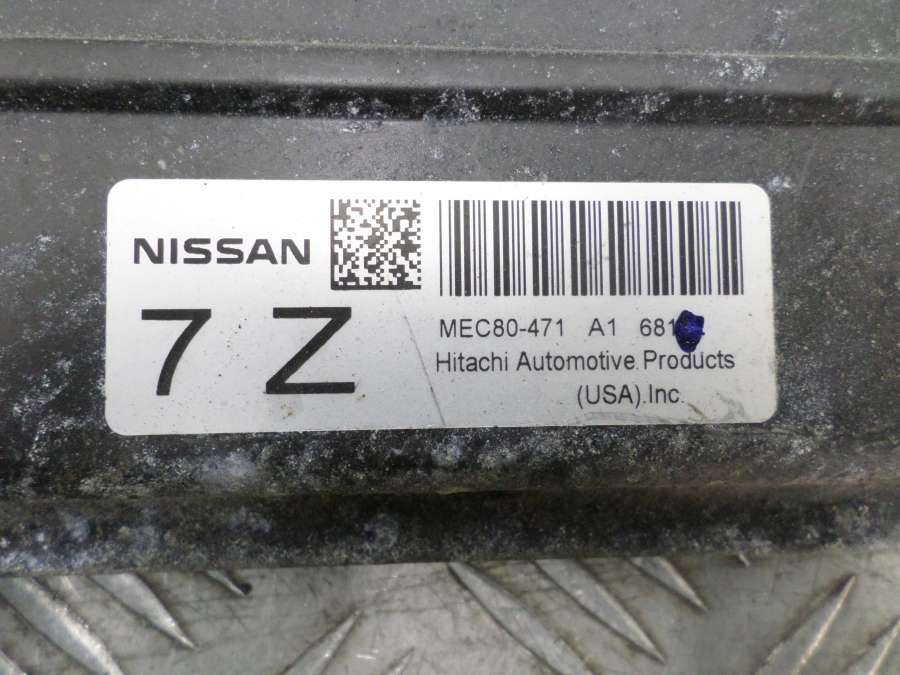 NISSAN
7 Z
MEC80-471 A1
Hitachi Automotive Products
(USA).Inc.